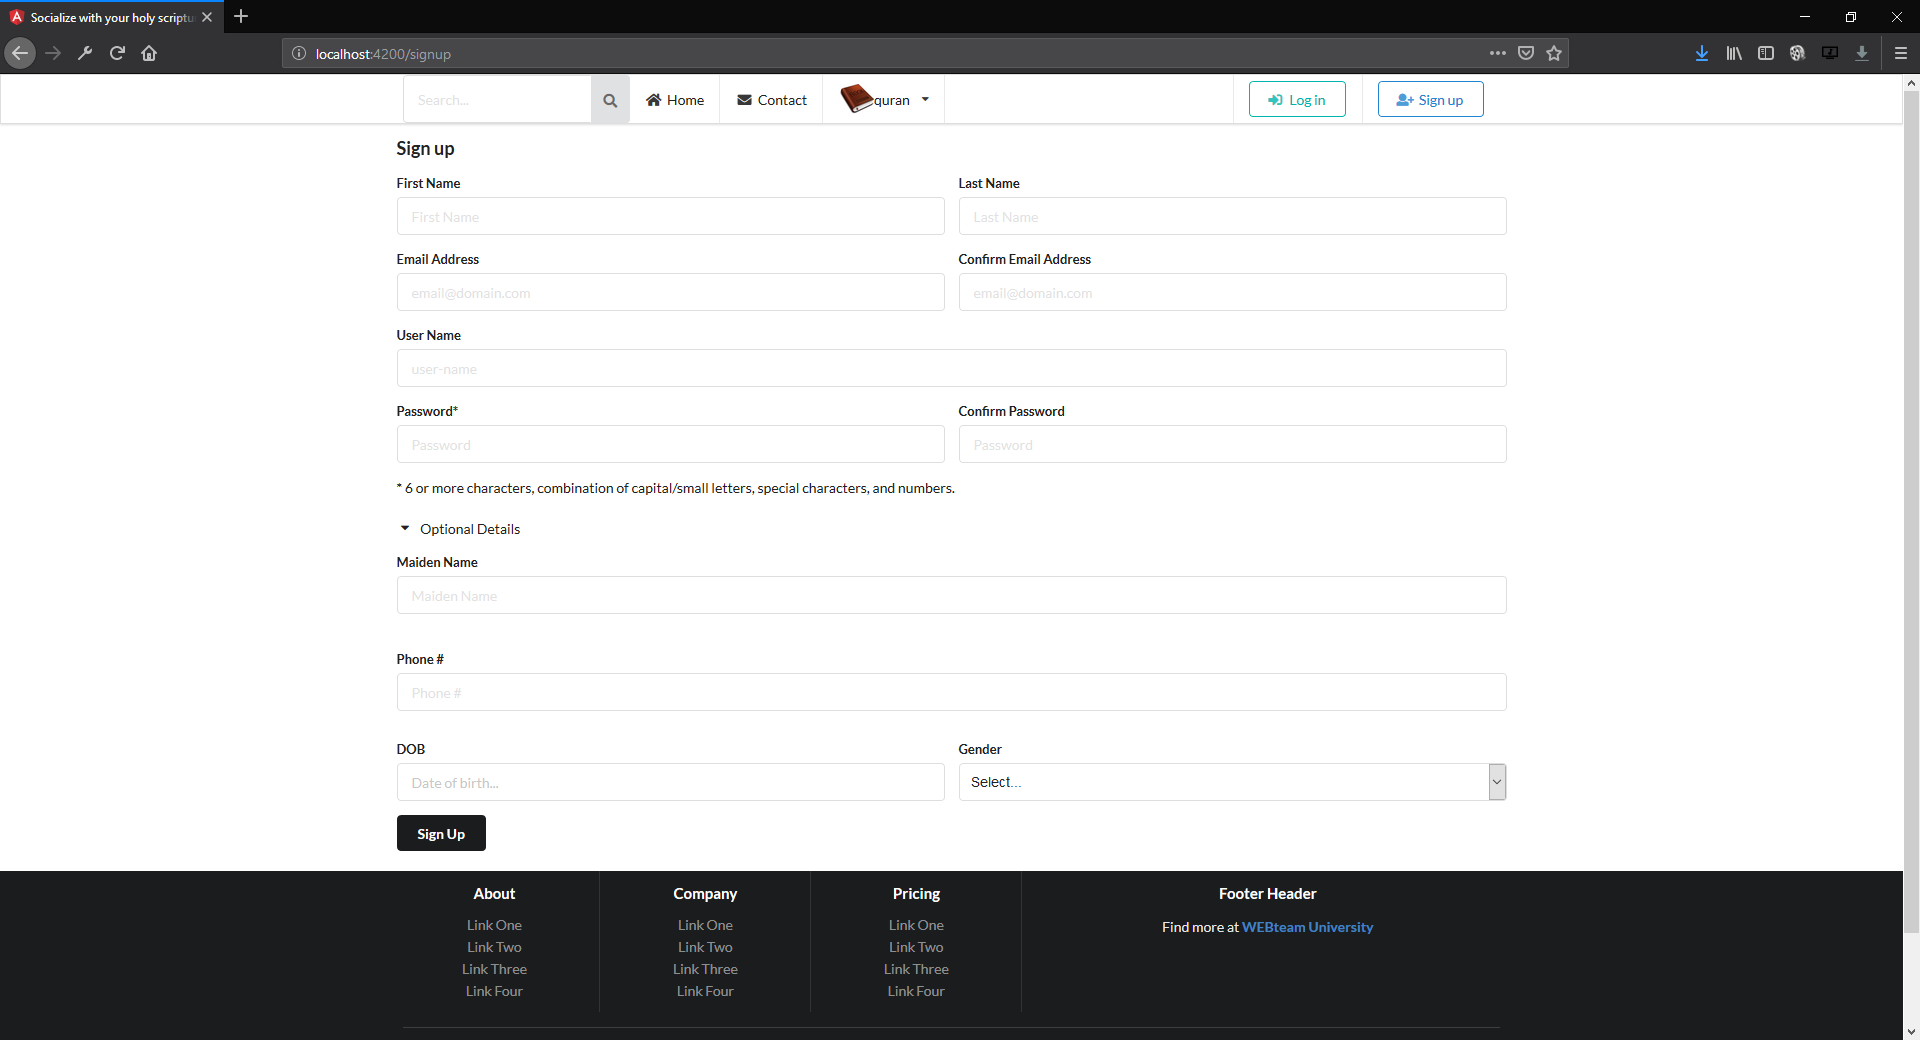 Socialize with your holy scriptu
localhost:4200/signup
Search... Home Contact quran Log in Sign up
Sign up
First Name Last Name
First Name Last Name
Email Address Confirm Email Address
email@domain.com email@domain.com
User Name
user-name
Password* Confirm Password
Password Password
* 6 or more characters, combination of capital/small letters, special characters, and numbers.
Optional Details
Maiden Name
Maiden Name
Phone #
Phone #
DOB Gender
Date of birth... Select...
Sign Up
About Company Pricing Footer Header
Link One Link One Link One Find more at WEBteam University
Link Two Link Two Link Two
Link Three Link Three Link Three
Link Four Link Four Link Four